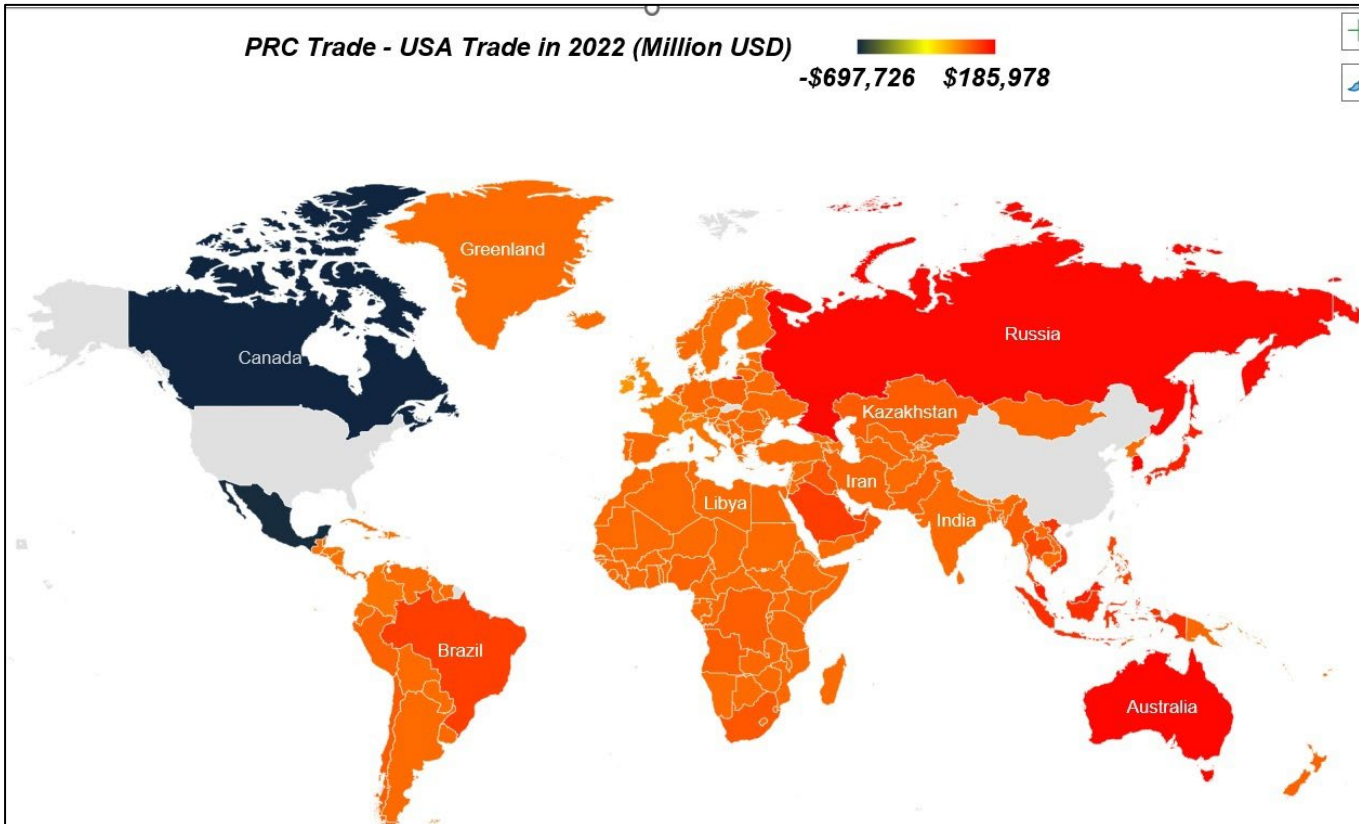 PRC Trade - USA Trade in 2022 (Million USD)
-$697,726 $185,978
Greenland
Russia
Canada
Kazakhstan
Iran
Libya
India
Brazil
Australia